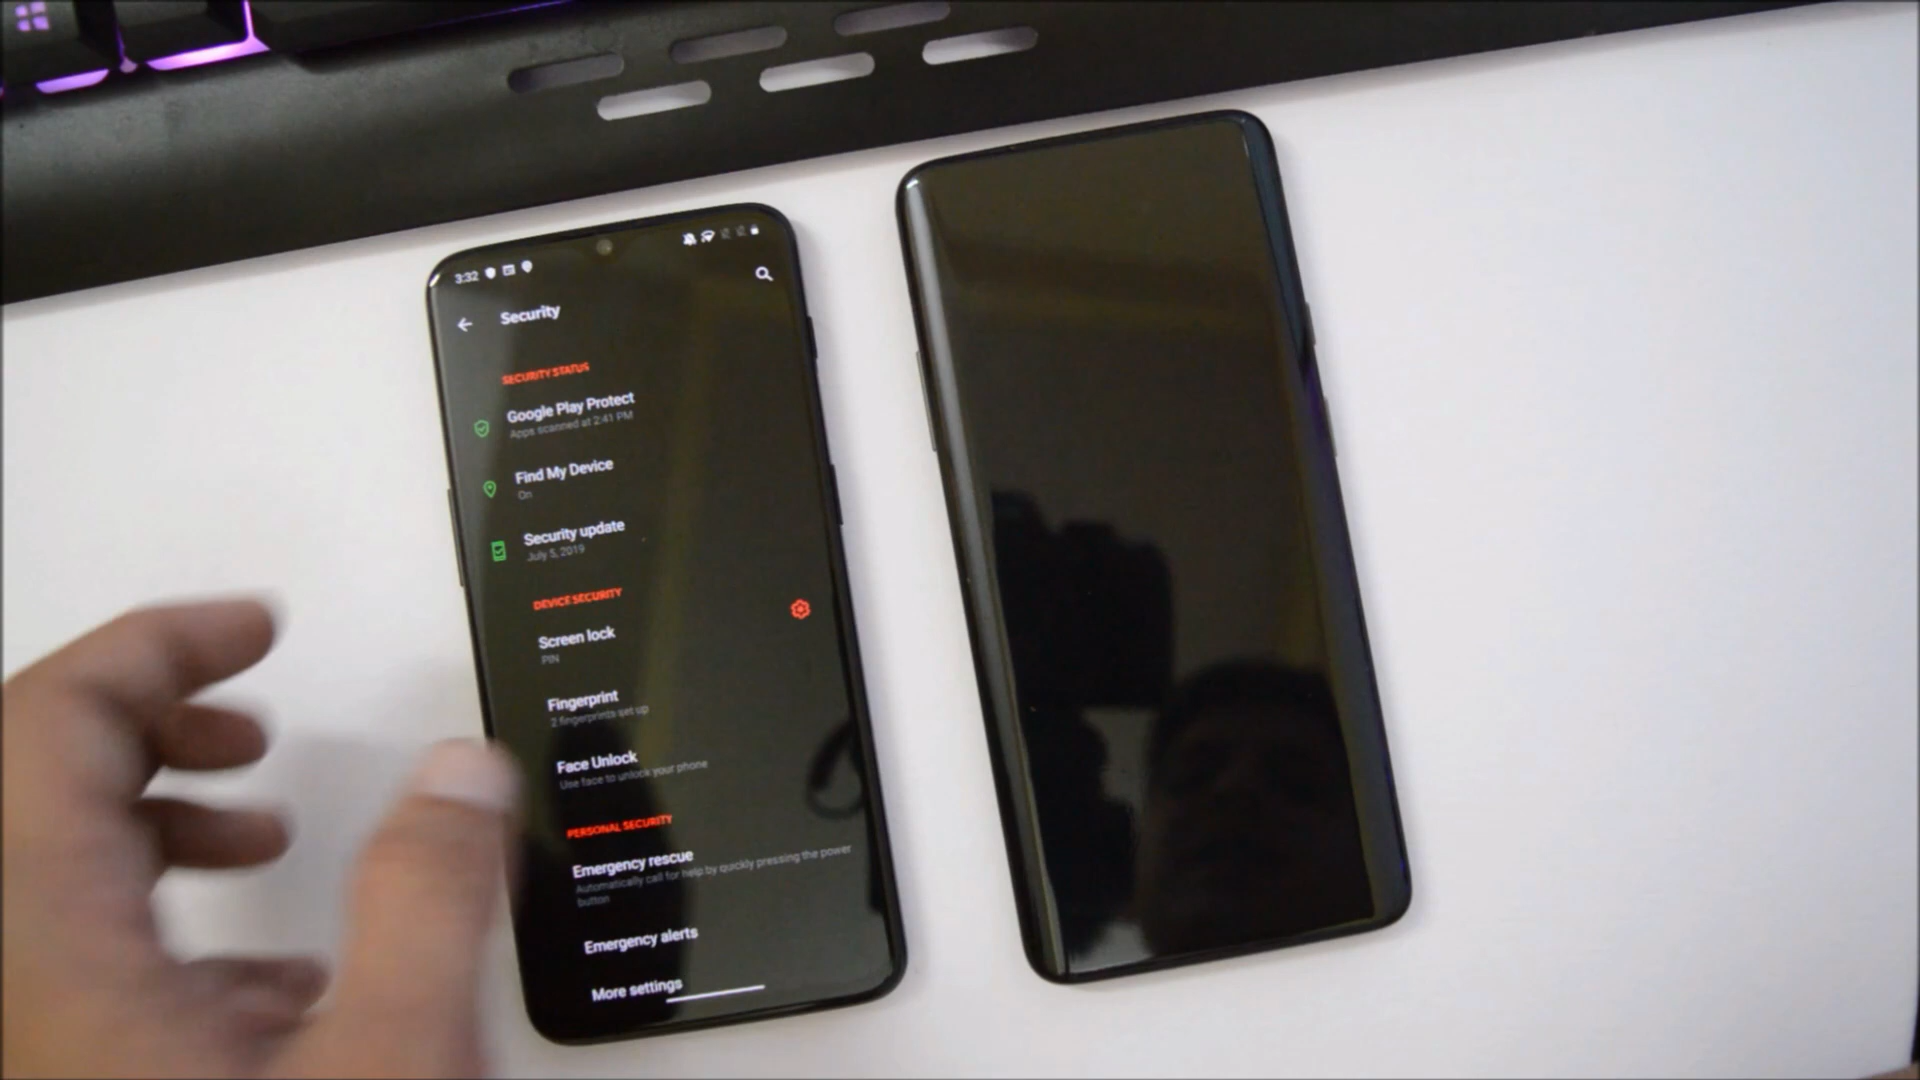 3:32
Security
SECURITY STATUS
Google Play Protect
Apps scanned at 2:41 PM
Find My Device
On
Security update
July 5, 2019
DEVICE SECURITY
Screen lock
PIN
Fingerprint
2 fingerprints set up
Face Unlock
Use face to unlock your phone
PERSONAL SECURITY
Emergency rescue
Automatically call for help by quickly pressing the power
button
Emergency alerts
More settings